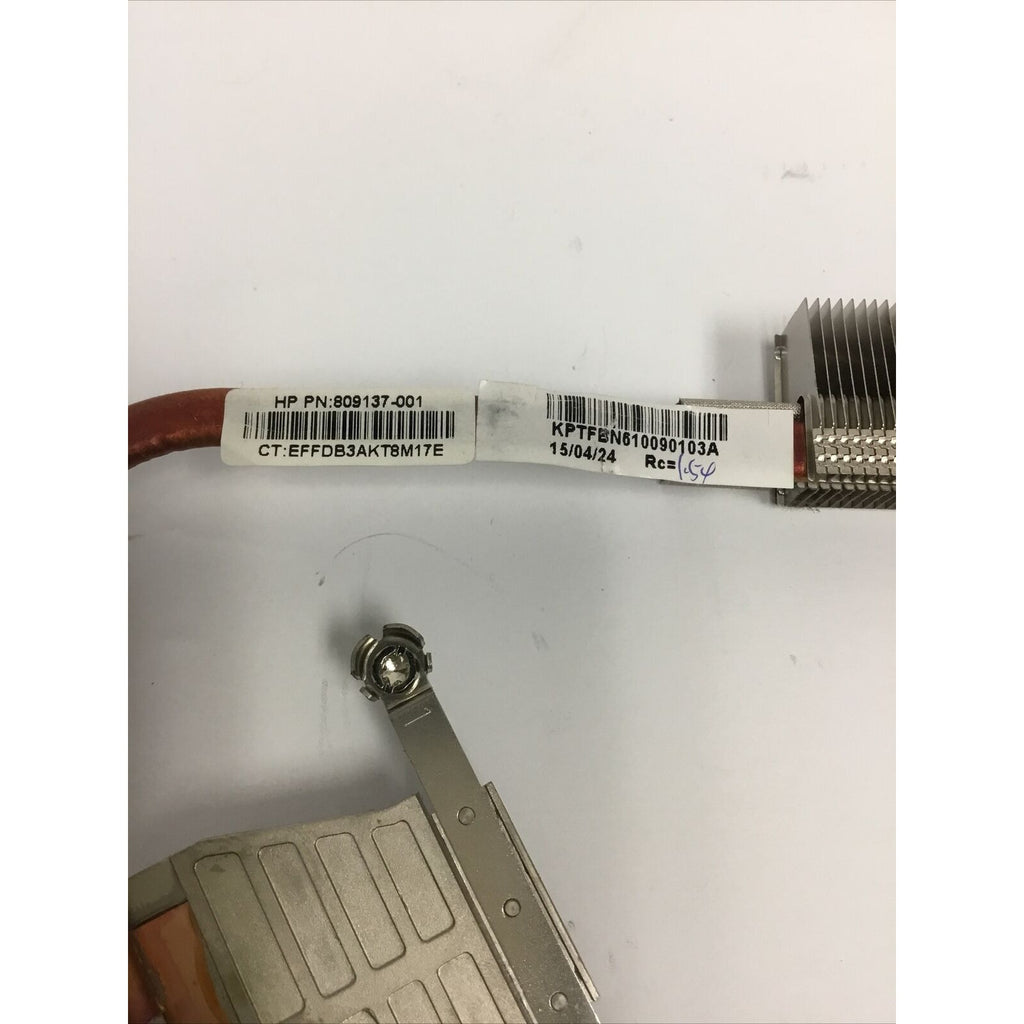 HP PN:809137-001
CT:EFFDB3AKT8M17E
KPTFBN610090103A
15/04/24 Rc=1.54